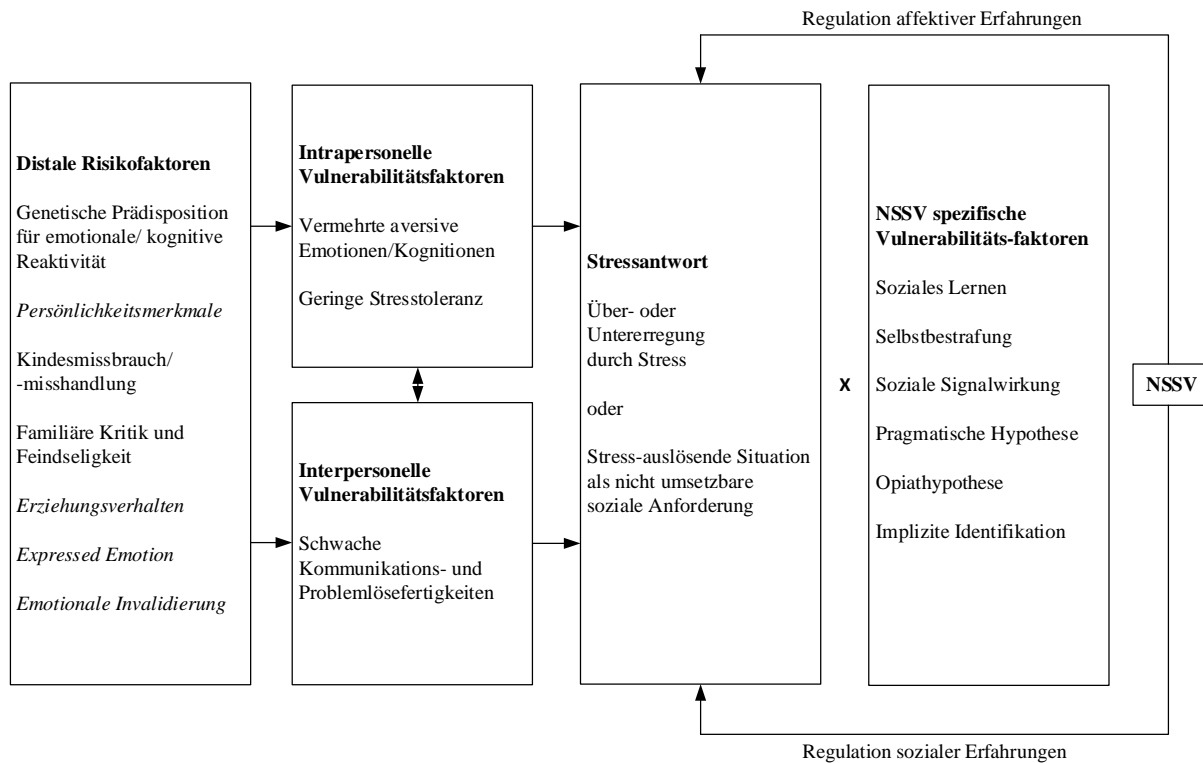 Regulation affektiver Erfahrungen
Distale Risikofaktoren
Genetische Prädisposition
für emotionale/ kognitive
Reaktivität
Persönlichkeitsmerkmale
Kindesmissbrauch/
-misshandlung
Familiäre Kritik und
Feindseligkeit
Erziehungsverhalten
Expressed Emotion
Emotionale Invalidierung
Intrapersonelle
Vulnerabilitätsfaktoren
Vermehrte aversive
Emotionen/Kognitionen
Geringe Stresstoleranz
Interpersonelle
Vulnerabilitätsfaktoren
Schwache
Kommunikations- und
Problemlösefertigkeiten
Stressantwort
Über- oder
Untererregung
durch Stress
oder
Stress-auslösende Situation
als nicht umsetzbare
soziale Anforderung
X
NSSV spezifische
Vulnerabilitäts-faktoren
Soziales Lernen
Selbstbestrafung
Soziale Signalwirkung
Pragmatische Hypothese
Opiathypothese
Implizite Identifikation
NSSV
Regulation sozialer Erfahrungen